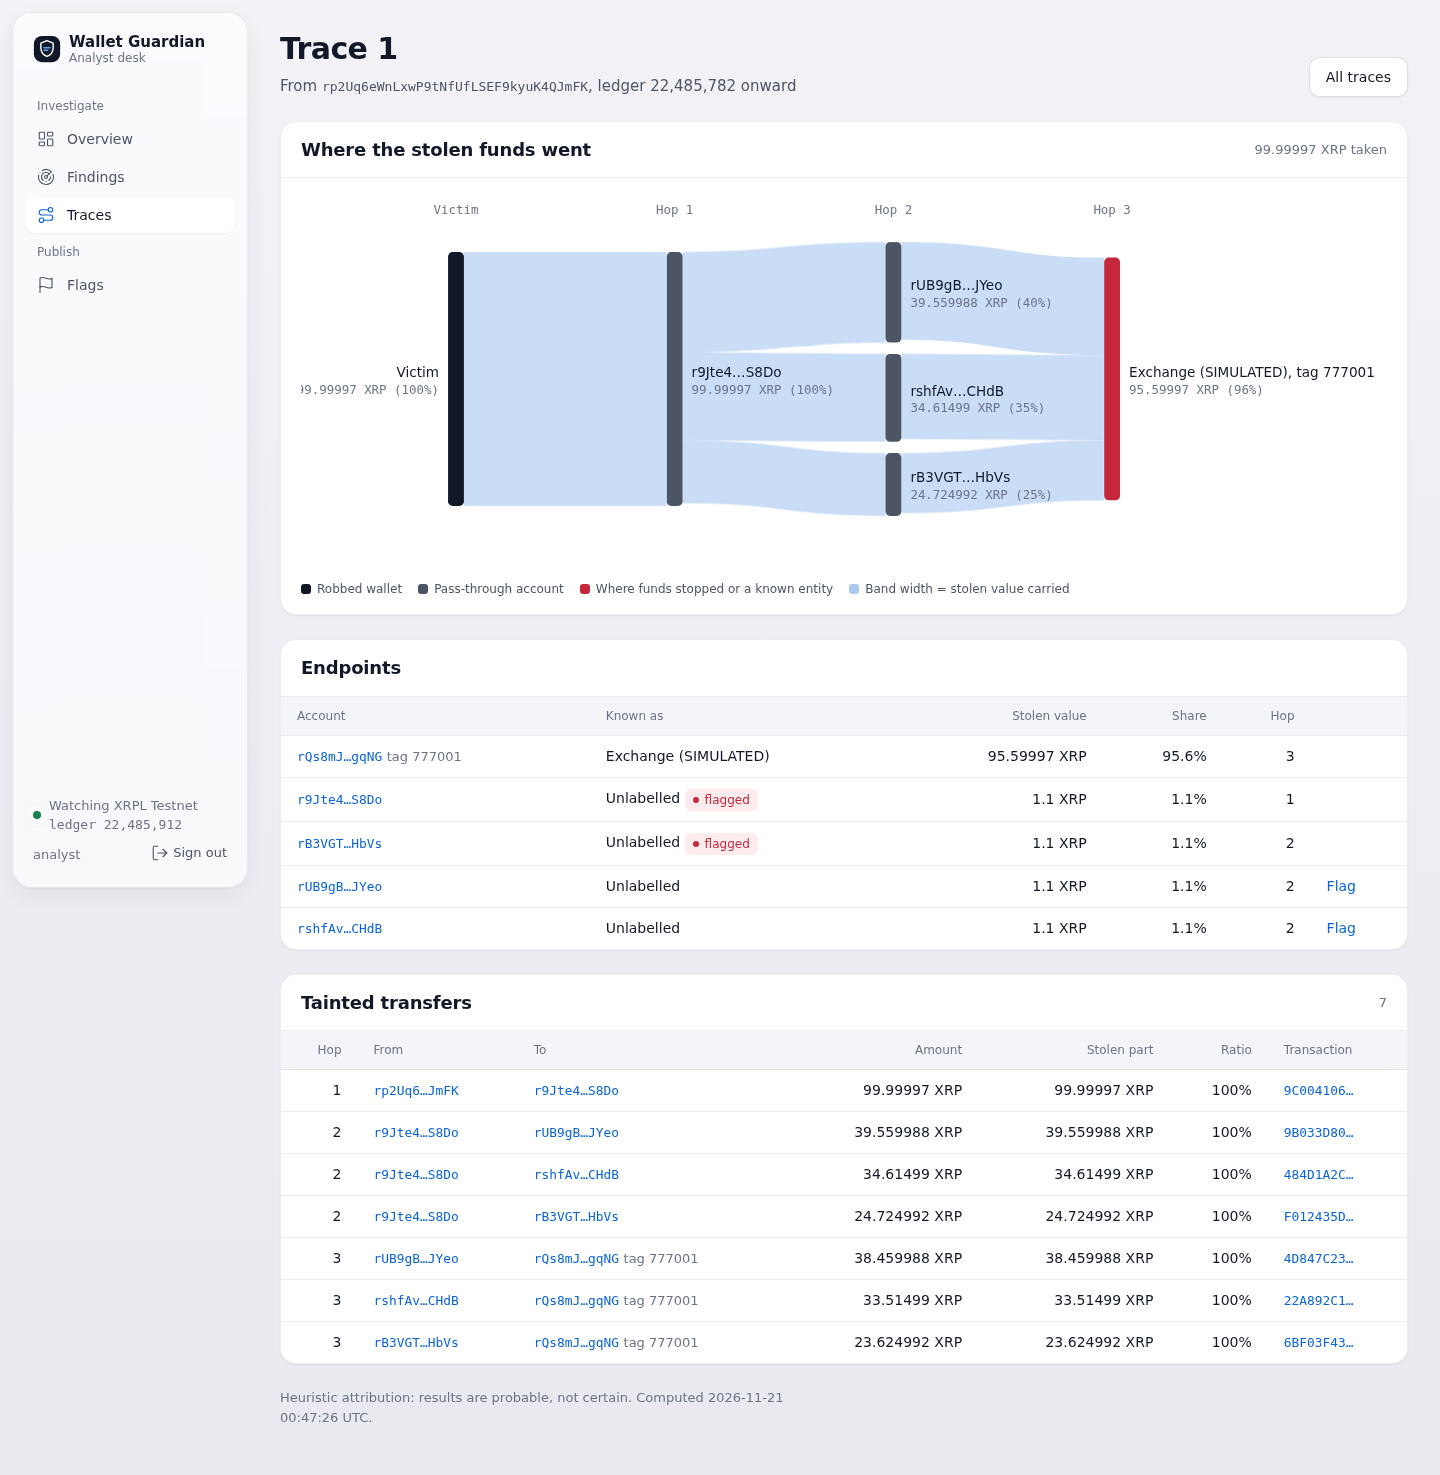 Wallet Guardian
Analyst desk
Investigate
Overview
Findings
Traces
Publish
Flags
Watching XRPL Testnet
ledger 22,485,912
analyst
Sign out
Trace 1
From rp2Uq6eWnLxwP9tNfUfLSEF9kyuK4QJmFK, ledger 22,485,782 onward
All traces
Where the stolen funds went
99.99997 XRP taken
Victim Hop 1 Hop 2 Hop 3
Victim
9.99997 XRP (100%)
r9Jte4…S8Do
99.99997 XRP (100%)
rUB9gB…JYeo
39.559988 XRP (40%)
rshfAv…CHdB
34.61499 XRP (35%)
rB3VGT…HbVs
24.724992 XRP (25%)
Exchange (SIMULATED), tag 777001
95.59997 XRP (96%)
Robbed wallet Pass-through account Where funds stopped or a known entity Band width = stolen value carried
Endpoints
Account Known as Stolen value Share Hop
rQs8mJ…gqNG tag 777001 Exchange (SIMULATED) 95.59997 XRP 95.6% 3
r9Jte4…S8Do Unlabelled flagged 1.1 XRP 1.1% 1
rB3VGT…HbVs Unlabelled flagged 1.1 XRP 1.1% 2
rUB9gB…JYeo Unlabelled 1.1 XRP 1.1% 2 Flag
rshfAv…CHdB Unlabelled 1.1 XRP 1.1% 2 Flag
Tainted transfers
7
Hop From To Amount Stolen part Ratio Transaction
1 rp2Uq6…JmFK r9Jte4…S8Do 99.99997 XRP 99.99997 XRP 100% 9C004106…
2 r9Jte4…S8Do rUB9gB…JYeo 39.559988 XRP 39.559988 XRP 100% 9B033D80…
2 r9Jte4…S8Do rshfAv…CHdB 34.61499 XRP 34.61499 XRP 100% 484D1A2C…
2 r9Jte4…S8Do rB3VGT…HbVs 24.724992 XRP 24.724992 XRP 100% F012435D…
3 rUB9gB…JYeo rQs8mJ…gqNG tag 777001 38.459988 XRP 38.459988 XRP 100% 4D847C23…
3 rshfAv…CHdB rQs8mJ…gqNG tag 777001 33.51499 XRP 33.51499 XRP 100% 22A892C1…
3 rB3VGT…HbVs rQs8mJ…gqNG tag 777001 23.624992 XRP 23.624992 XRP 100% 6BF03F43…
Heuristic attribution: results are probable, not certain. Computed 2026-11-21
00:47:26 UTC.